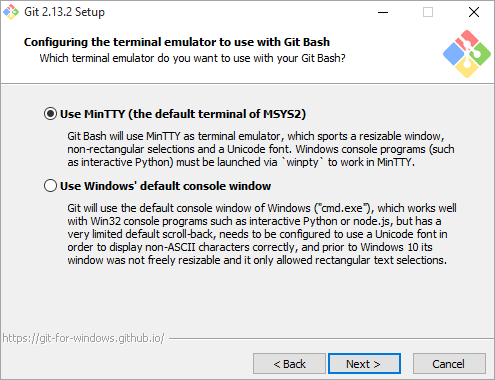 Git 2.13.2 Setup
Configuring the terminal emulator to use with Git Bash
Which terminal emulator do you want to use with your Git Bash?
Use MinTTY (the default terminal of MSYS2)
Git Bash will use MinTTY as terminal emulator, which sports a resizable window,
non-rectangular selections and a Unicode font. Windows console programs (such
as interactive Python) must be launched via `winpty` to work in MinTTY.
Use Windows' default console window
Git will use the default console window of Windows ("cmd.exe"), which works well
with Win32 console programs such as interactive Python or node.js, but has a
very limited default scroll-back, needs to be configured to use a Unicode font in
order to display non-ASCII characters correctly, and prior to Windows 10 its
window was not freely resizable and it only allowed rectangular text selections.
https://git-for-windows.github.io/
< Back
Next >
Cancel